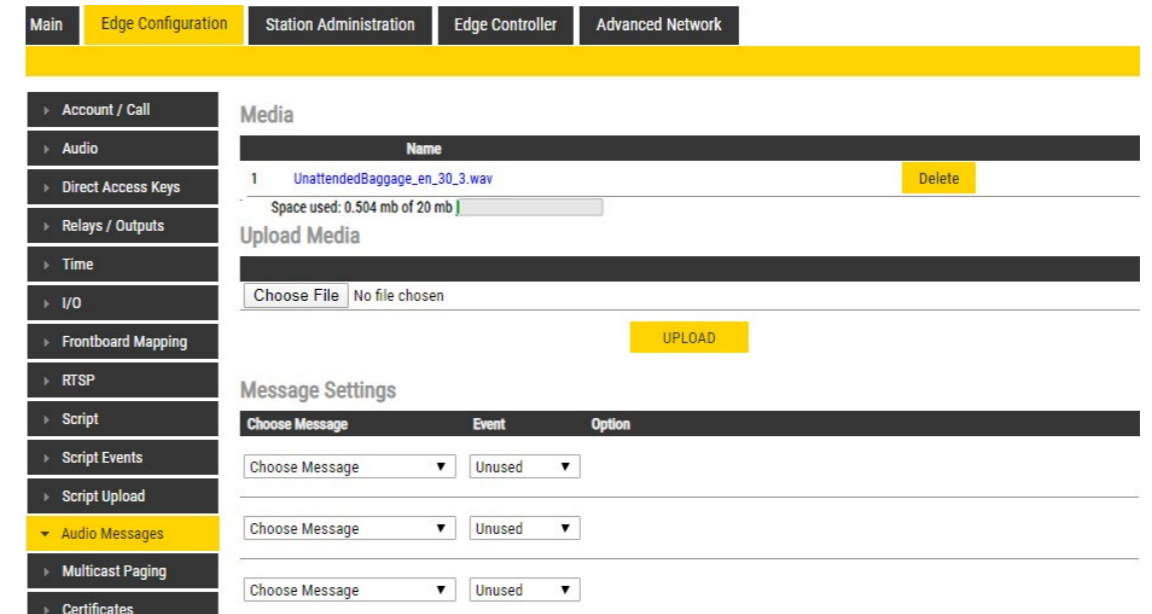 Main Edge Configuration Station Administration Edge Controller Advanced Network
Account / Call
Audio
Direct Access Keys
Relays / Outputs
Time
I/O
Frontboard Mapping
RTSP
Script
Script Events
Script Upload
Audio Messages
Multicast Paging
Certificates
Media
Name
1 UnattendedBaggage_en_30_3.wav Delete
Space used: 0.504 mb of 20 mb
Upload Media
Choose File No file chosen
UPLOAD
Message Settings
Choose Message Event Option
Choose Message Unused
Choose Message Unused
Choose Message Unused